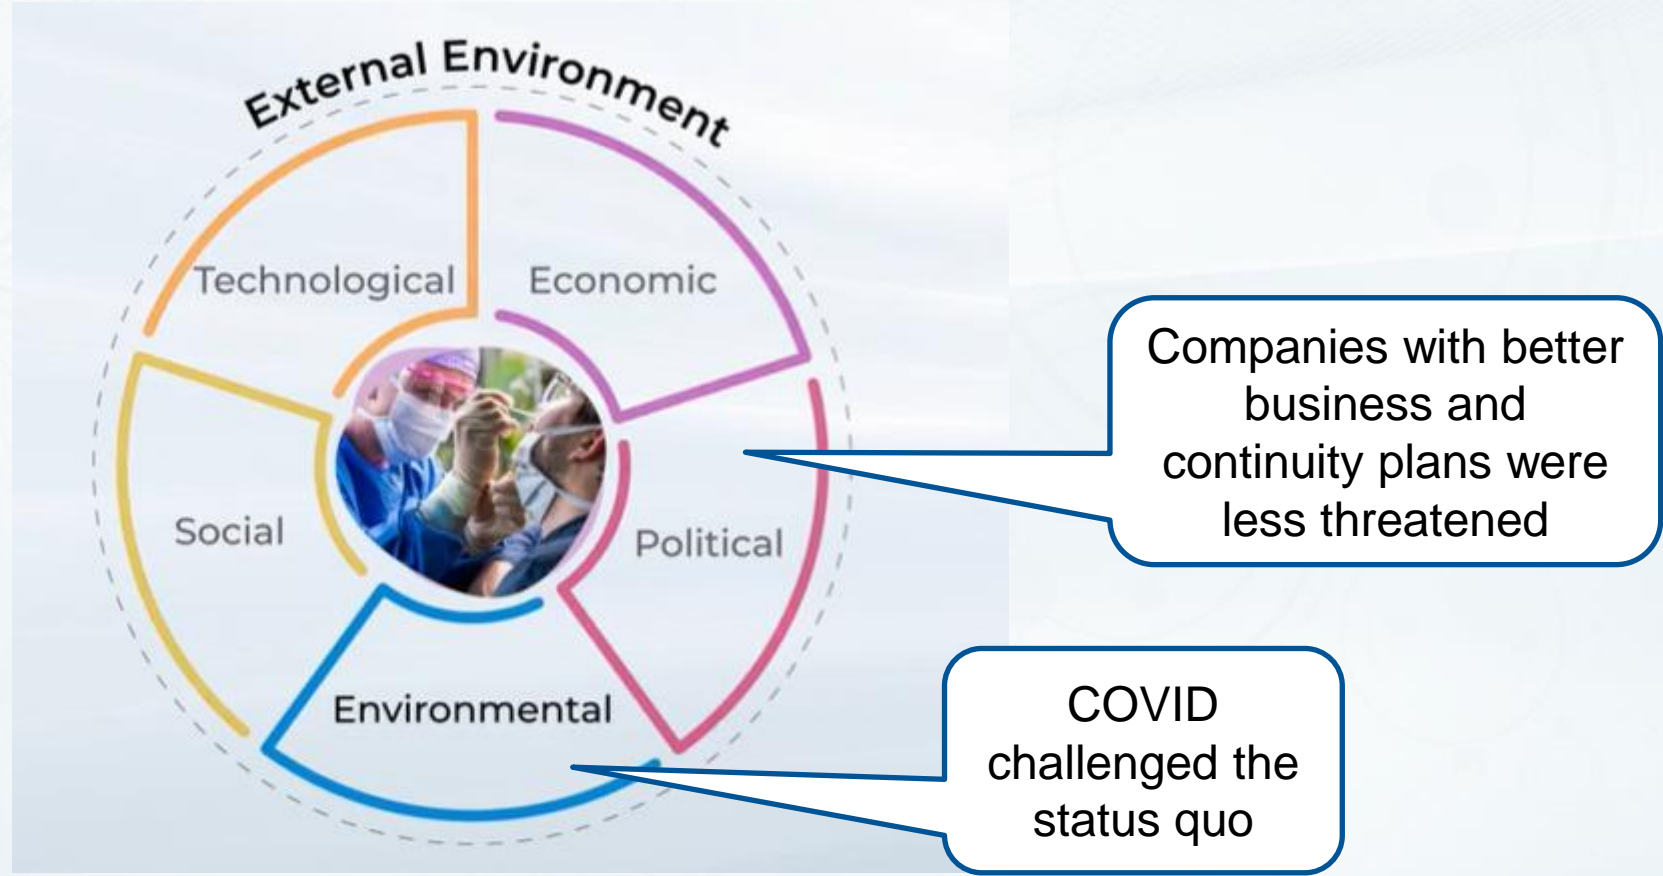 External Environment
Technological
Economic
Social
Political
Environmental
Companies with better
business and
continuity plans were
less threatened
COVID
challenged the
status quo